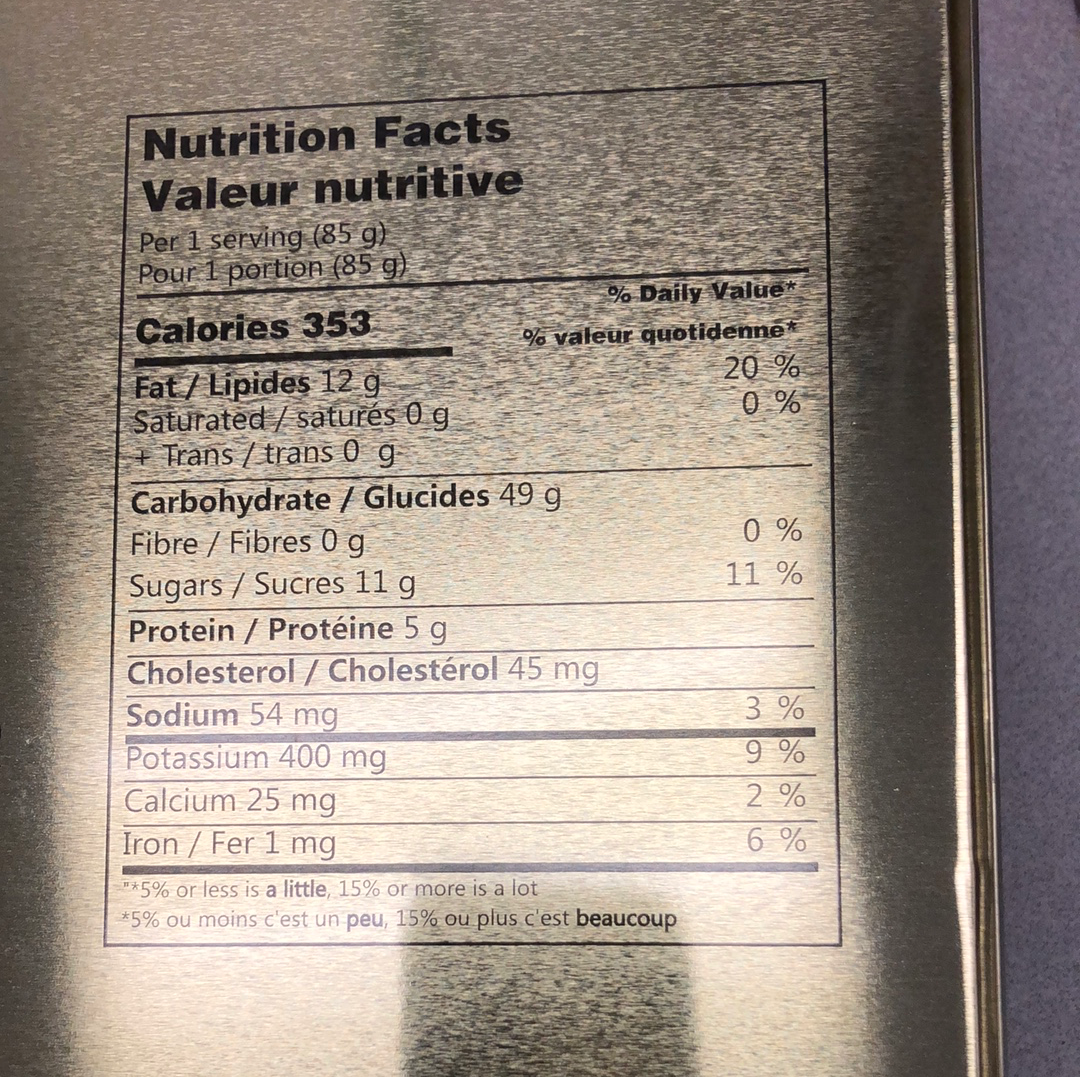 Nutrition Facts
Valeur nutritive
Per 1 serving (85 g)
Pour 1 portion (85 g)
% Daily Value*
Calories 353
% valeur quotidenne*
Fat / Lipides 12 g 20 %
Saturated / saturés 0 g 0 %
+ Trans / trans 0 g
Carbohydrate / Glucides 49 g
Fibre / Fibres 0 g 0 %
Sugars / Sucres 11 g 11 %
Protein / Protéine 5 g
Cholesterol / Cholestérol 45 mg
Sodium 54 mg 3 %
Potassium 400 mg 9 %
Calcium 25 mg 2 %
Iron / Fer 1 mg 6 %
"*5% or less is a little, 15% or more is a lot
*5% ou moins c'est un peu, 15% ou plus c'est beaucoup